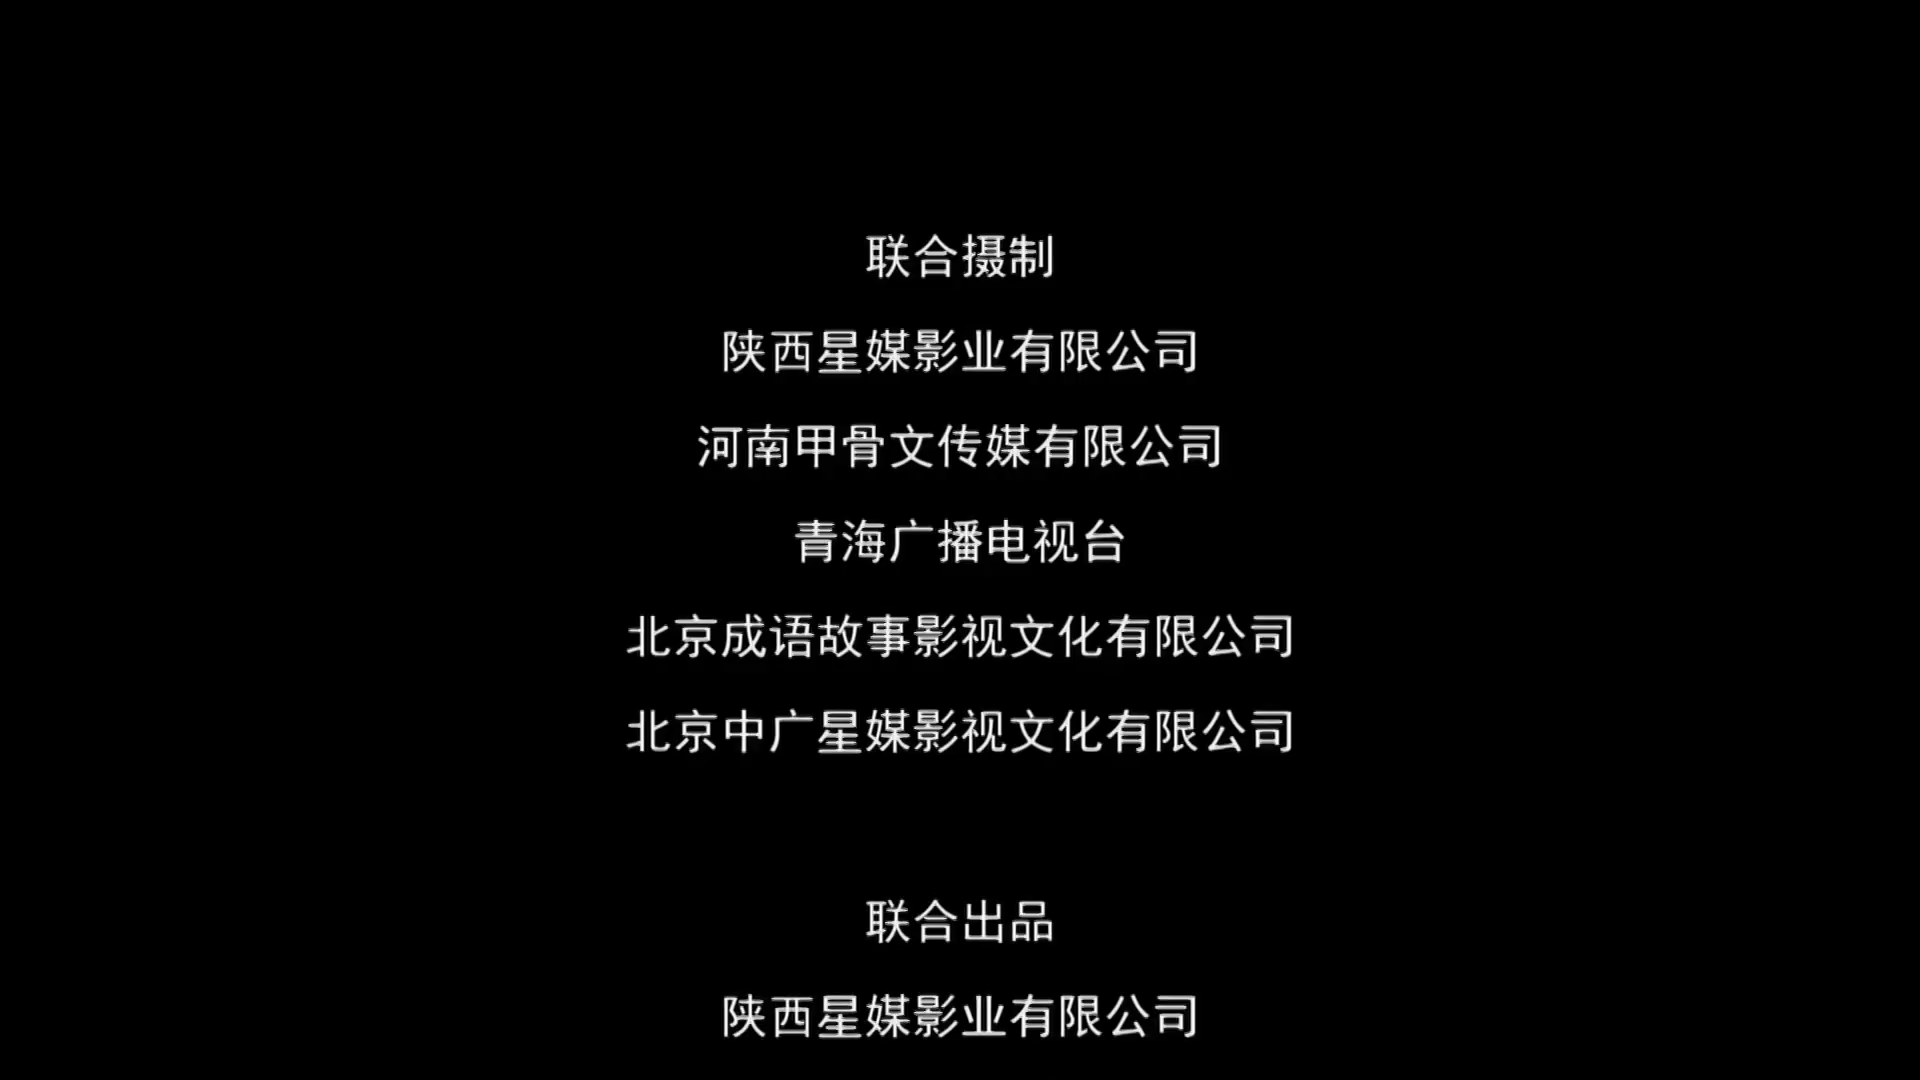 联合摄制
陕西星媒影业有限公司
河南甲骨文传媒有限公司
青海广播电视台
北京成语故事影视文化有限公司
北京中广星媒影视文化有限公司
联合出品
陕西星媒影业有限公司